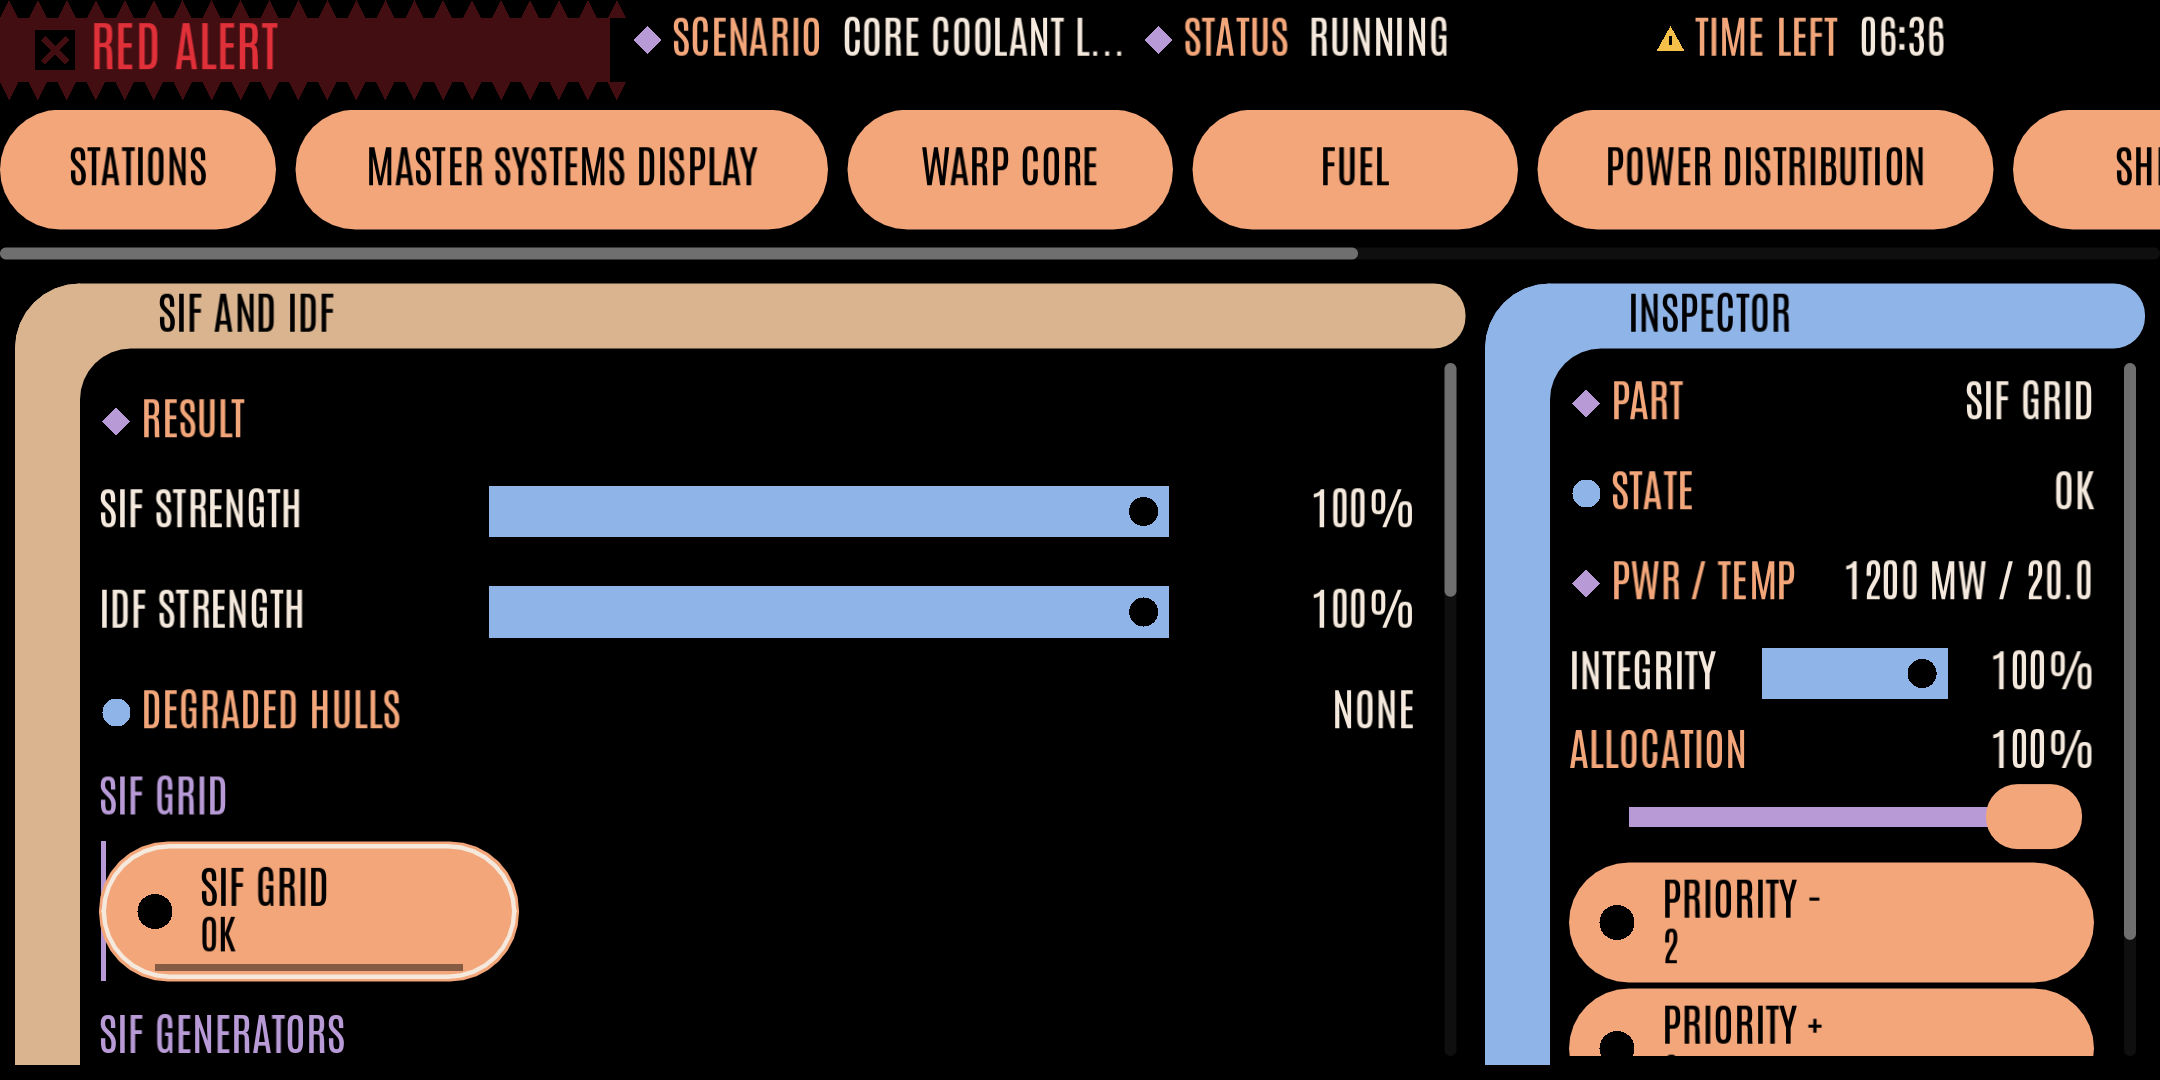 RED ALERT
SCENARIO CORE COOLANT L...
STATUS RUNNING
TIME LEFT 06:36
STATIONS
MASTER SYSTEMS DISPLAY
WARP CORE
FUEL
POWER DISTRIBUTION
SIF AND IDF
RESULT
SIF STRENGTH 100%
IDF STRENGTH 100%
DEGRADED HULLS NONE
SIF GRID
SIF GRID
OK
SIF GENERATORS
INSPECTOR
PART SIF GRID
STATE OK
PWR / TEMP 1200 MW / 20.0
INTEGRITY 100%
ALLOCATION 100%
PRIORITY -
2
PRIORITY +